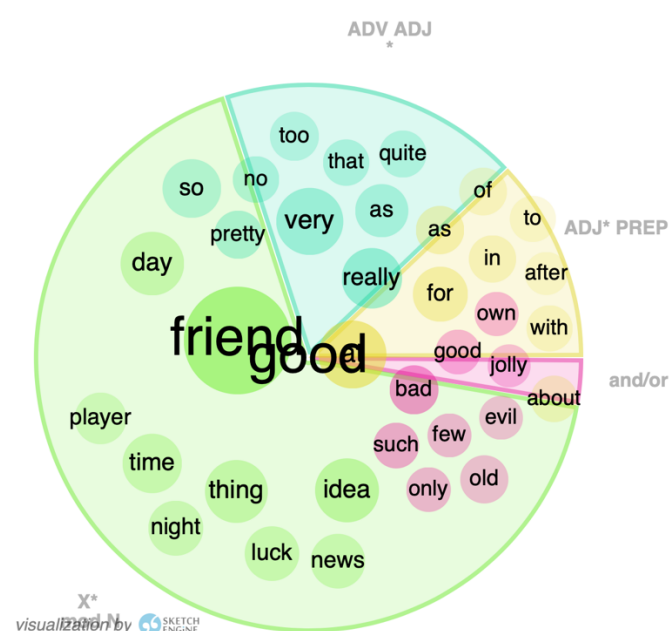 ADV ADJ
*
too
that
quite
so
no
of
very
as
as
to
ADJ* PREP
pretty
day
really
in
after
for
own
with
friend
good
a
good
jolly
and/or
bad
about
player
evil
such
few
time
thing
idea
only
old
night
luck
news
X*
mod N
visualization by SKETCH
ENGINE